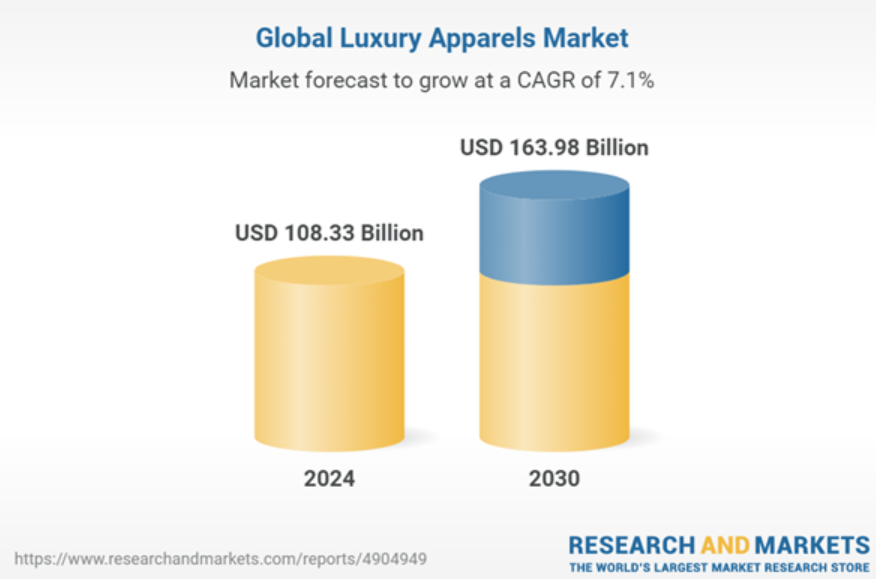 Global Luxury Apparels Market
Market forecast to grow at a CAGR of 7.1%
USD 163.98 Billion
USD 108.33 Billion
2024
2030
https://www.researchandmarkets.com/reports/4904949
RESEARCH AND MARKETS
THE WORLD'S LARGEST MARKET RESEARCH STORE